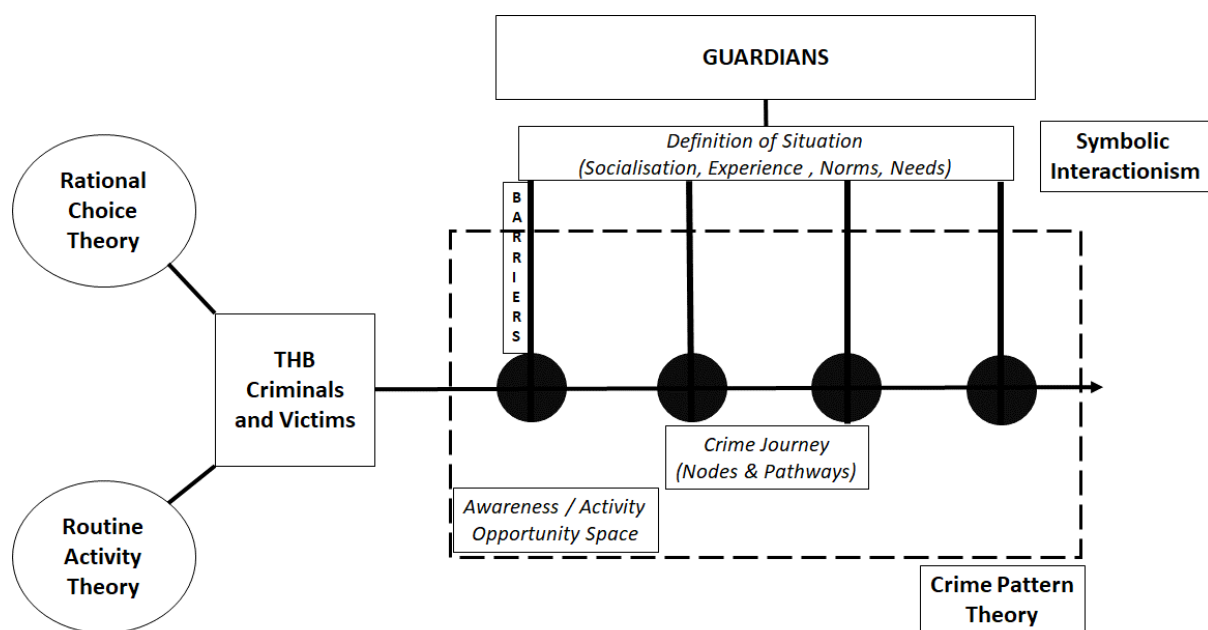 GUARDIANS
Definition of Situation
(Socialisation, Experience , Norms, Needs)
Symbolic
Interactionism
Rational
Choice
Theory
BARRIERS
THB
Criminals
and Victims
Crime Journey
(Nodes & Pathways)
Awareness / Activity
Opportunity Space
Routine
Activity
Theory
Crime Pattern
Theory